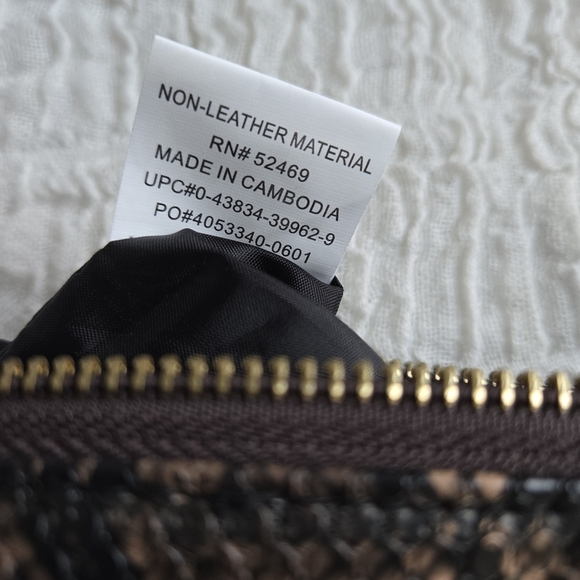 NON-LEATHER MATERIAL
RN# 52469
MADE IN CAMBODIA
UPC#0-43834-39962-9
PO#4053340-0601